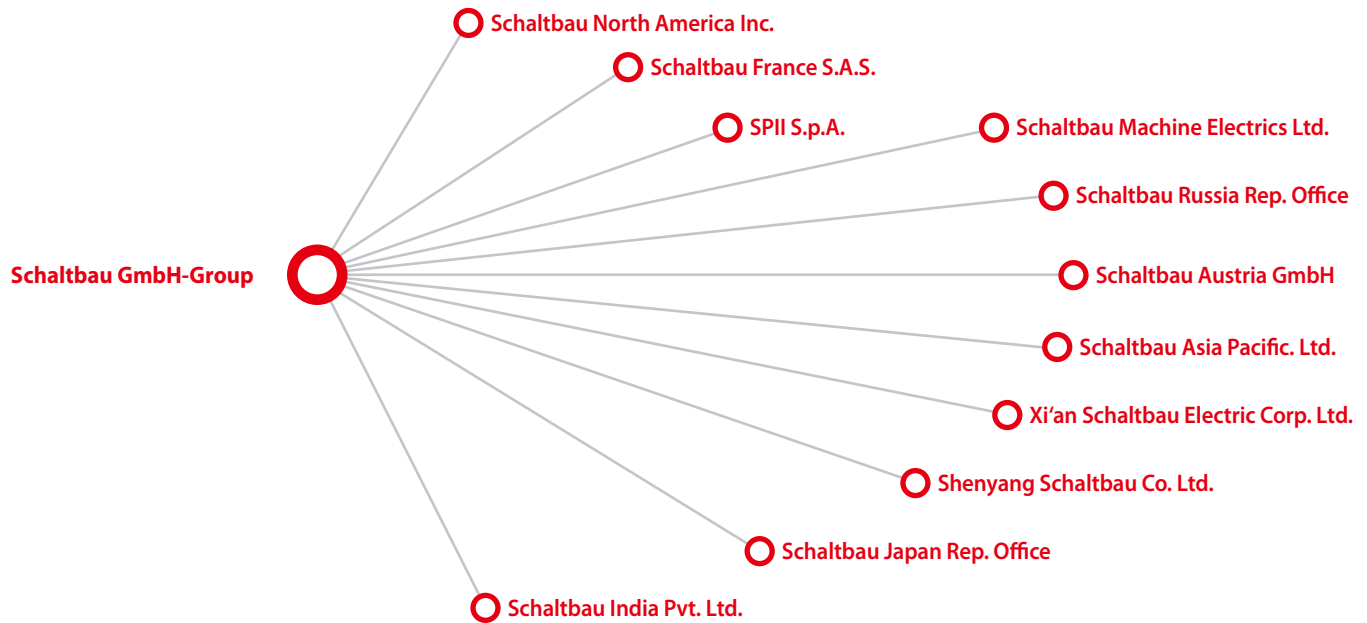 Schaltbau North America Inc.
Schaltbau France S.A.S.
SPII S.p.A.
Schaltbau Machine Electrics Ltd.
Schaltbau Russia Rep. Office
Schaltbau GmbH-Group
Schaltbau Austria GmbH
Schaltbau Asia Pacific. Ltd.
Xi‘an Schaltbau Electric Corp. Ltd.
Shenyang Schaltbau Co. Ltd.
Schaltbau Japan Rep. Office
Schaltbau India Pvt. Ltd.